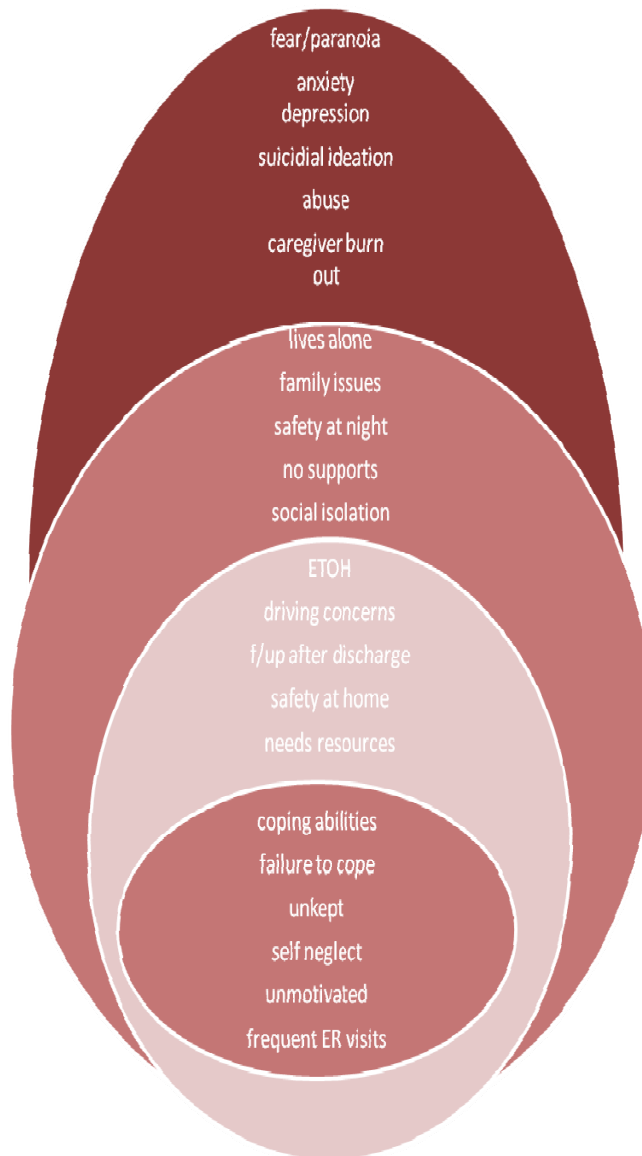 fear/paranoia
anxiety
depression
suicidial ideation
abuse
caregiver burn
out
lives alone
family issues
safety at night
no supports
social isolation
ETOH
driving concerns
f/up after discharge
safety at home
needs resources
coping abilities
failure to cope
unkept
self neglect
unmotivated
frequent ER visits